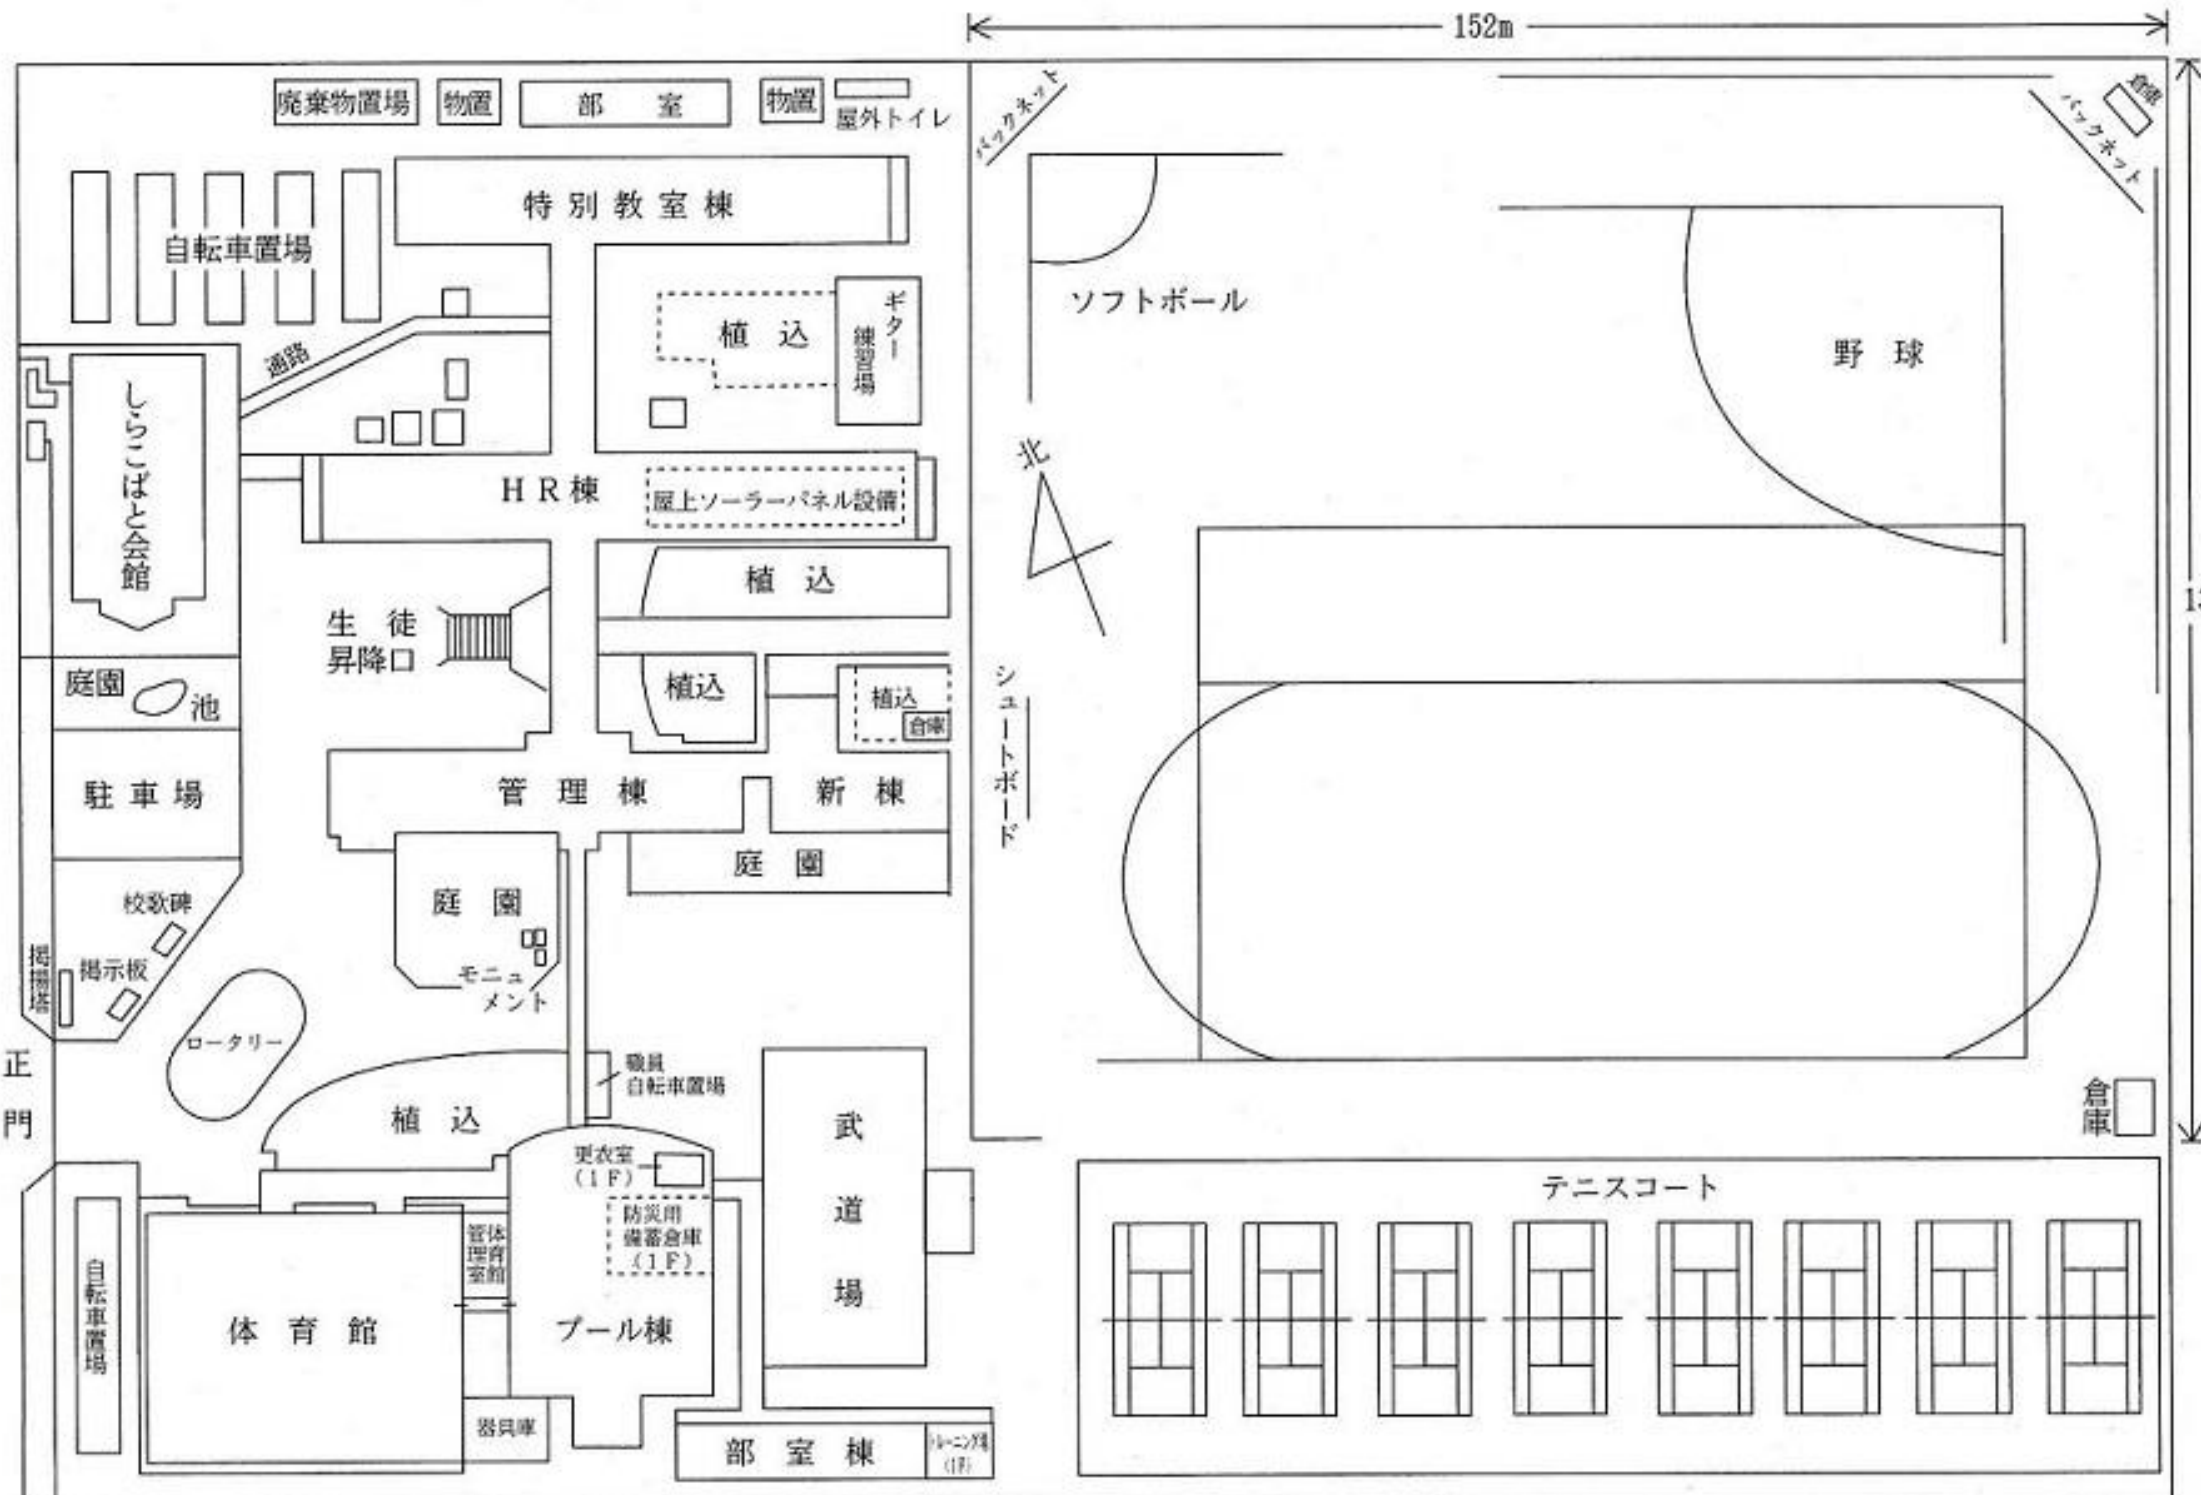 152m
廃棄物置場
物置
部室
物置
屋外トイレ
バックネット
倉庫
バックネット
特別教室棟
自転車置場
ソフトボール
野球
植込
ギター
練習場
通路
しらこばと会館
北
HR棟
屋上ソーラーパネル設備
植込
生徒
昇降口
庭園
池
植込
植込
倉庫
シュートボード
駐車場
管理棟
新棟
庭園
校歌碑
庭園
掲揚塔
掲示板
モニュ
メント
ロータリー
正門
職員
自転車置場
植込
武道場
倉庫
更衣室
(1F)
テニスコート
防災用
備蓄倉庫
(1F)
体育館
管理室
自転車置場
体育館
プール棟
器具庫
部室棟
トレーニング場
(1F)